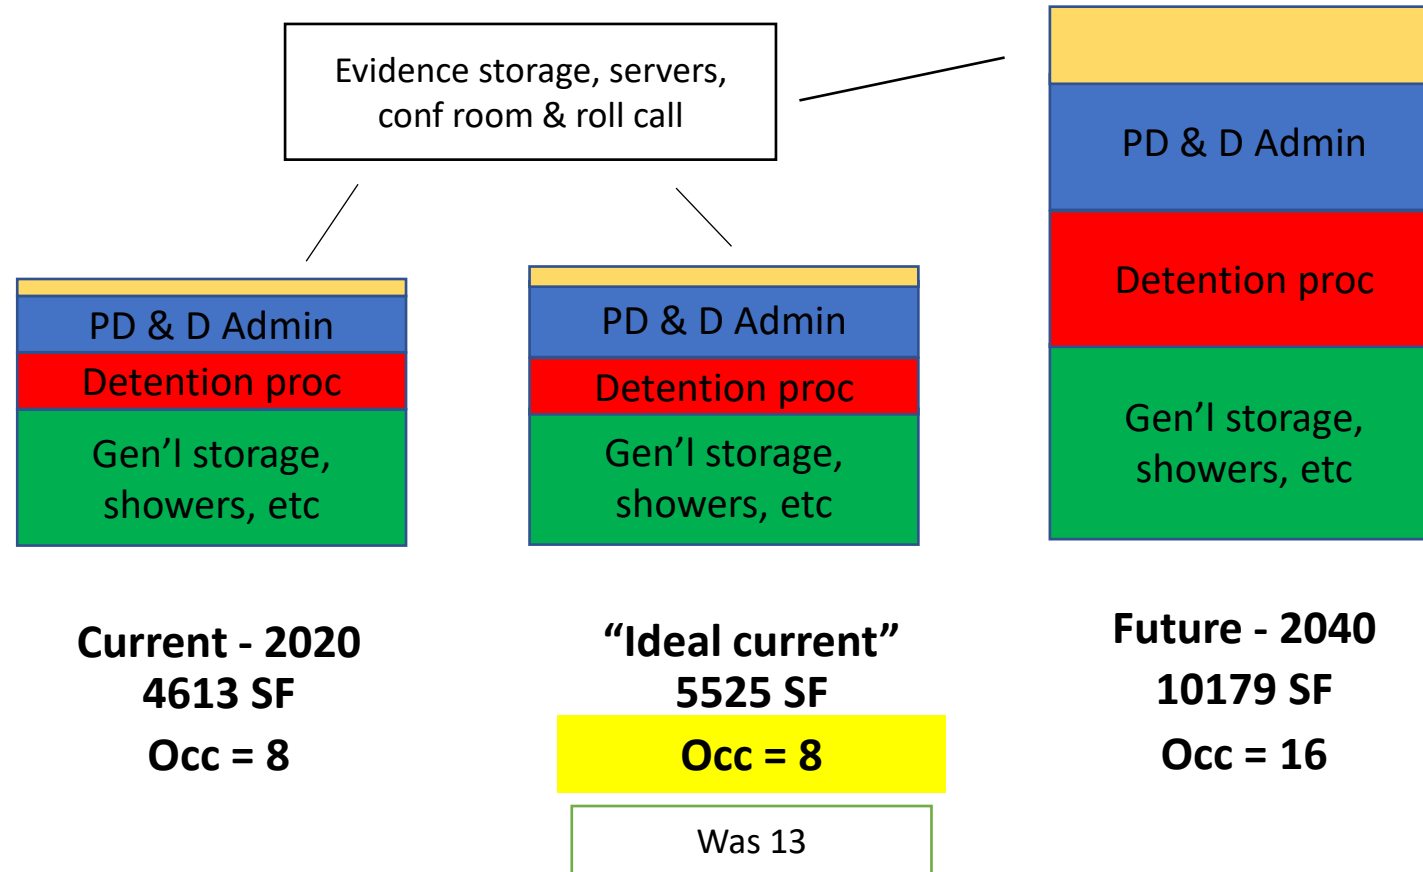 Evidence storage, servers,
conf room & roll call
PD & D Admin
Detention proc
Gen’l storage,
showers, etc
PD & D Admin
Detention proc
Gen’l storage,
showers, etc
PD & D Admin
Detention proc
Gen’l storage,
showers, etc
Current - 2020
4613 SF
Occ = 8
“Ideal current”
5525 SF
Occ = 8
Was 13
Future - 2040
10179 SF
Occ = 16